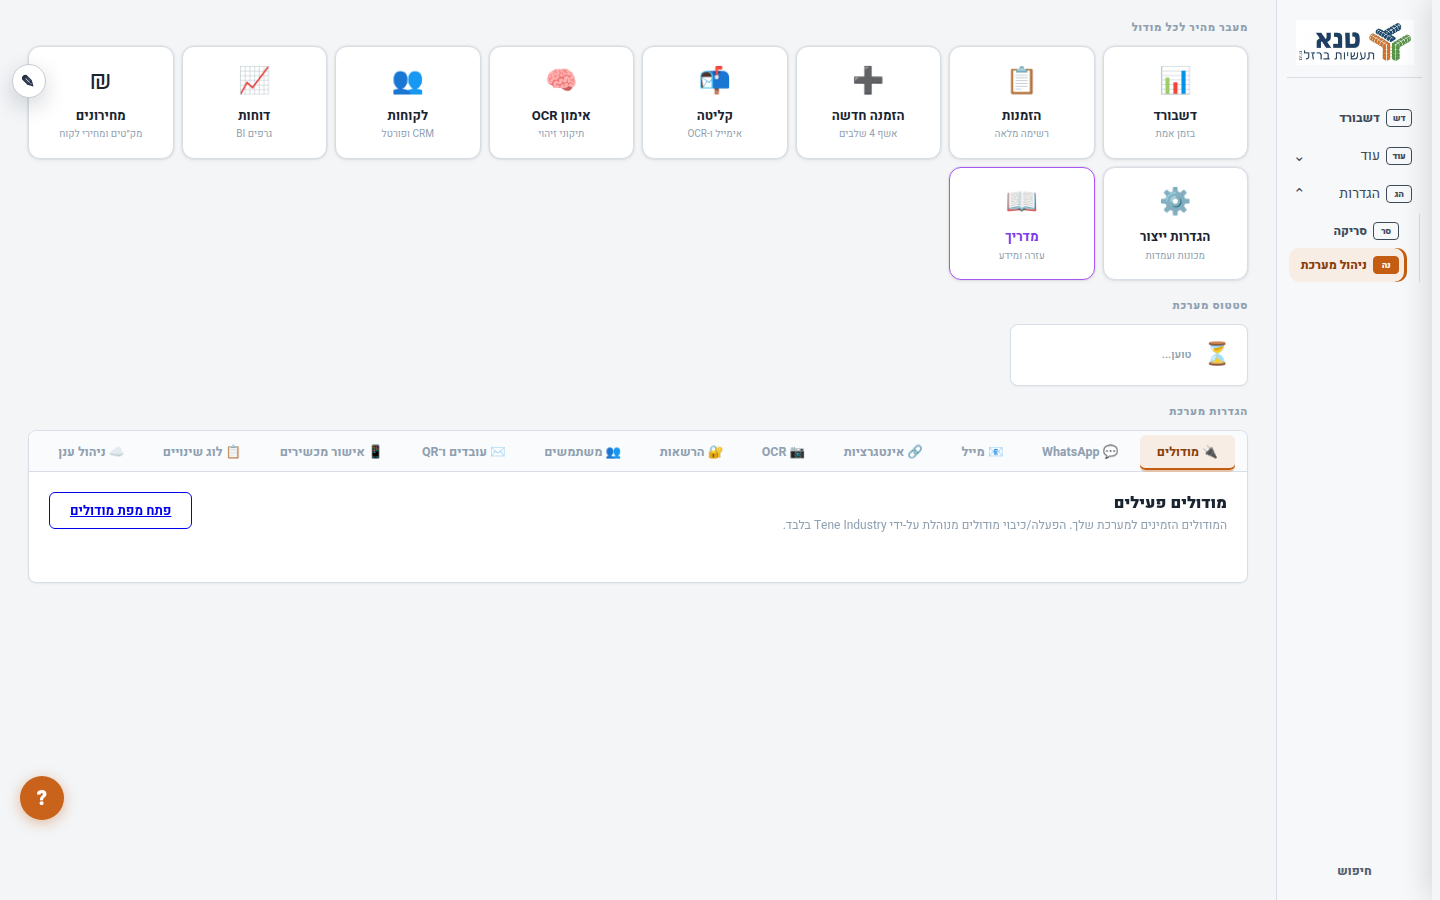 טנא
תעשיות ברזל
דש דשבורד
עוד עוד
הג הגדרות
סר סריקה
נה ניהול מערכת
חיפוש
מעבר מהיר לכל מודול
דשבורד
בזמן אמת
הזמנות
רשימה מלאה
הזמנה חדשה
אשף 4 שלבים
קליטה
אימייל ו-OCR
אימון OCR
תיקוני זיהוי
לקוחות
CRM ופורטל
דוחות
גרפים BI
₪
מחירונים
מק״טים ומחירי לקוח
הגדרות ייצור
מכונות ועמדות
מדריך
עזרה ומידע
סטטוס מערכת
טוען...
הגדרות מערכת
מודולים
WhatsApp
מייל
אינטגרציות
OCR
הרשאות
משתמשים
עובדים ו־QR
אישור מכשירים
לוג שינויים
ניהול ענן
מודולים פעילים
המודולים הזמינים למערכת שלך. הפעלה/כיבוי מודולים מנוהלת על-ידי Tene Industry בלבד.
פתח מפת מודולים
?